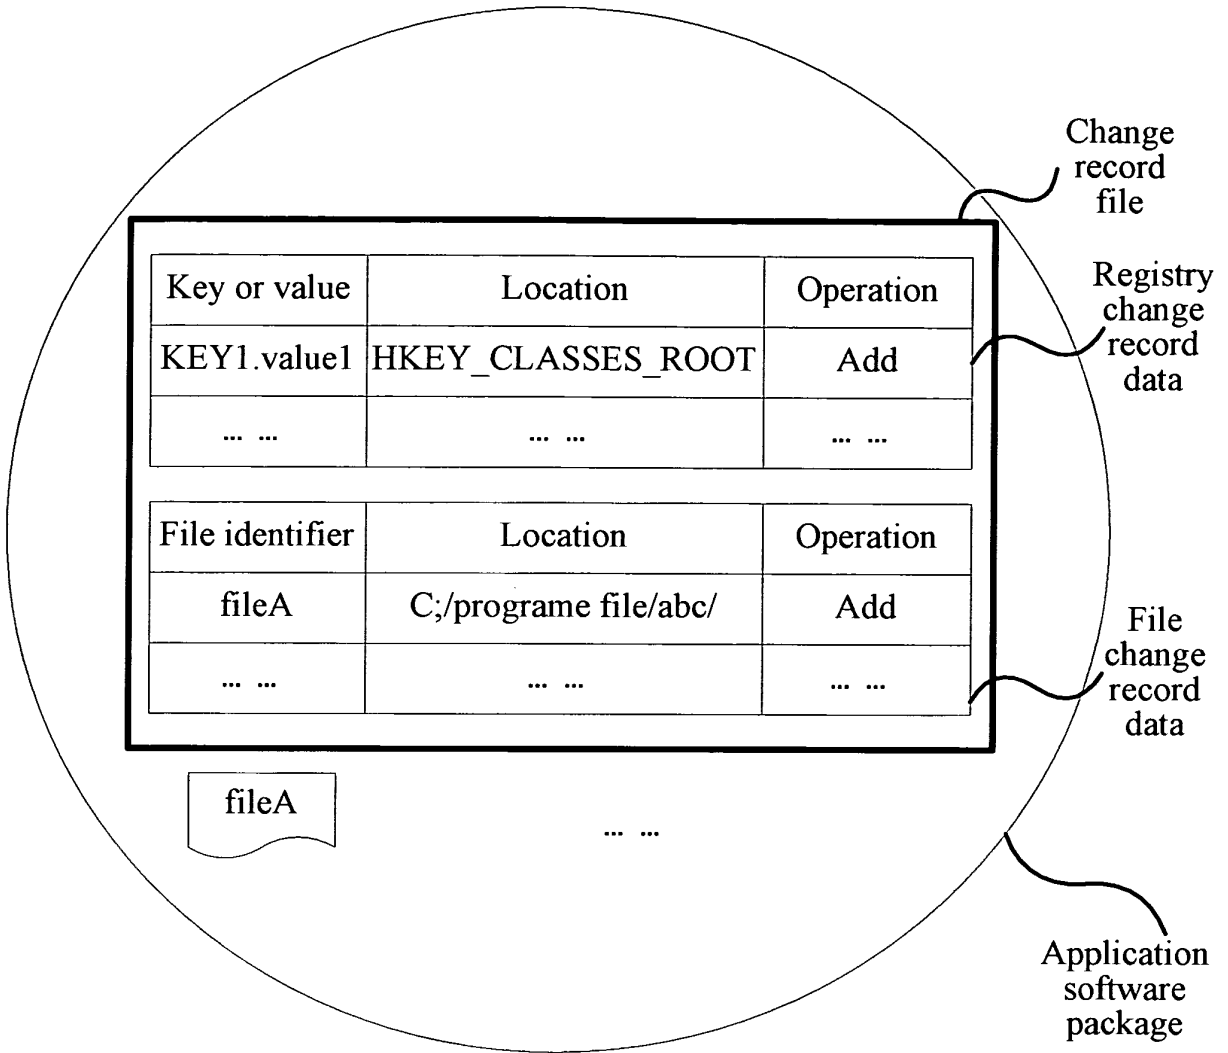 Change
record
file
Key or value Location Operation
KEY1.value1 HKEY_CLASSES_ROOT Add
... ... ... ... ... ...
Registry
change
record
data
File identifier Location Operation
fileA C;/programe file/abc/ Add
... ... ... ... ... ...
File
change
record
data
fileA ... ...
Application
software
package